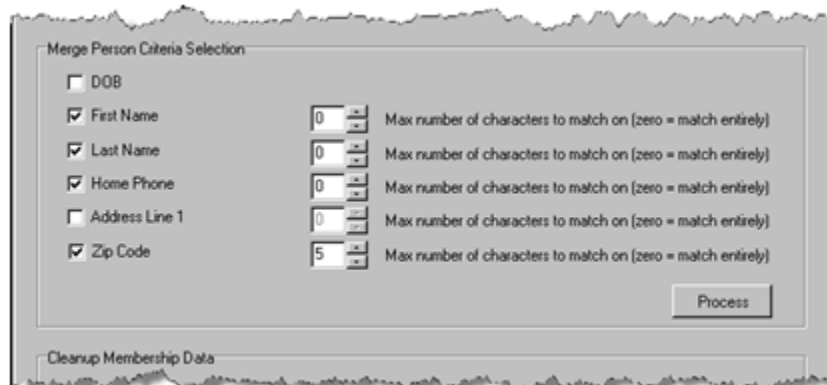 Merge Person Criteria Selection
DOB
First Name 0 Max number of characters to match on (zero = match entirely)
Last Name 0 Max number of characters to match on (zero = match entirely)
Home Phone 0 Max number of characters to match on (zero = match entirely)
Address Line 1 0 Max number of characters to match on (zero = match entirely)
Zip Code 5 Max number of characters to match on (zero = match entirely)
Process
Cleanup Membership Data